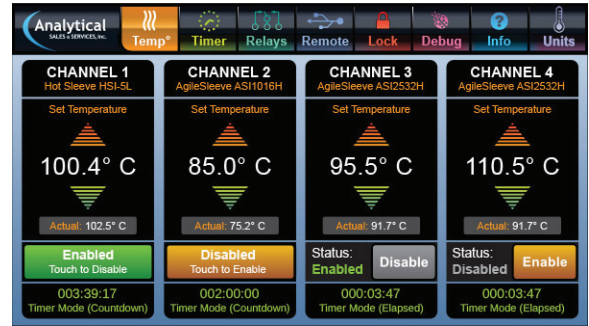 Analytical
SALES & SERVICES, INC.
Temp°
Timer
Relays
Remote
Lock
Debug
Info
Units
CHANNEL 1
Hot Sleeve HSI-5L
Set Temperature
100.4° C
Actual: 102.5° C
Enabled
Touch to Disable
003:39:17
Timer Mode (Countdown)
CHANNEL 2
AgileSleeve ASI1016H
Set Temperature
85.0° C
Actual: 75.2° C
Disabled
Touch to Enable
002:00:00
Timer Mode (Countdown)
CHANNEL 3
AgileSleeve ASI2532H
Set Temperature
95.5° C
Actual: 91.7° C
Status:
Enabled
Disable
000:03:47
Timer Mode (Elapsed)
CHANNEL 4
AgileSleeve ASI2532H
Set Temperature
110.5° C
Actual: 91.7° C
Status:
Disabled
Enable
000:03:47
Timer Mode (Elapsed)